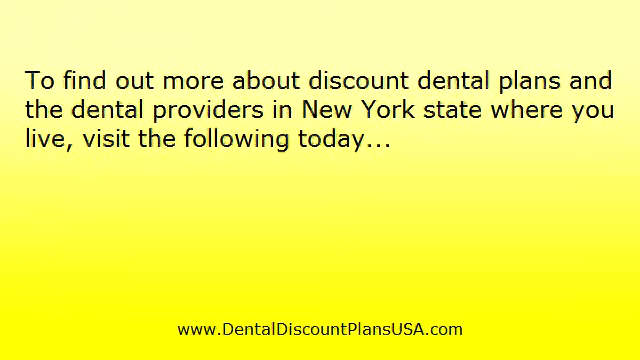 To find out more about discount dental plans and
the dental providers in New York state where you
live, visit the following today...
www.DentalDiscountPlansUSA.com